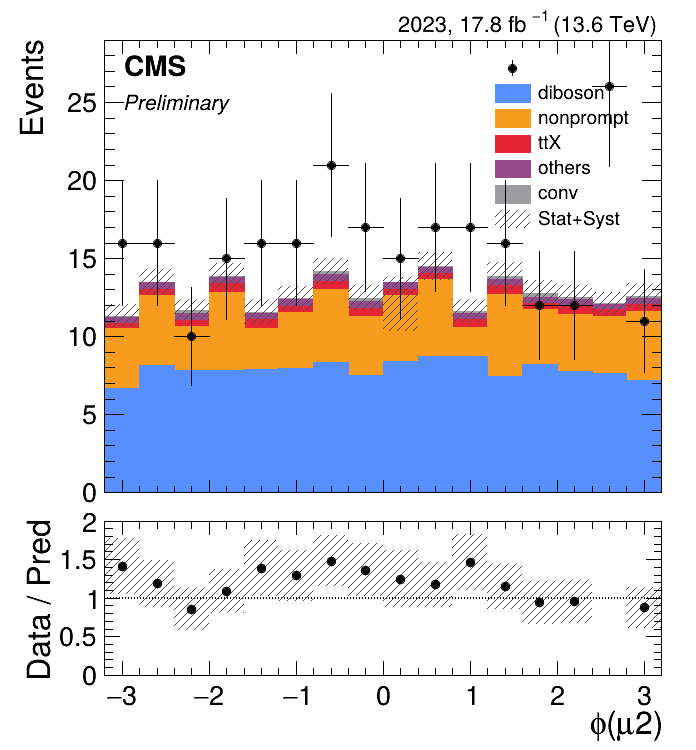 2023, 17.8 fb⁻¹ (13.6 TeV)
CMS
Preliminary
Events
diboson
nonprompt
ttX
others
conv
Stat+Syst
25
20
15
10
5
0
Data / Pred
2
1.5
1
0.5
0
−3 −2 −1 0 1 2 3
ϕ(μ2)